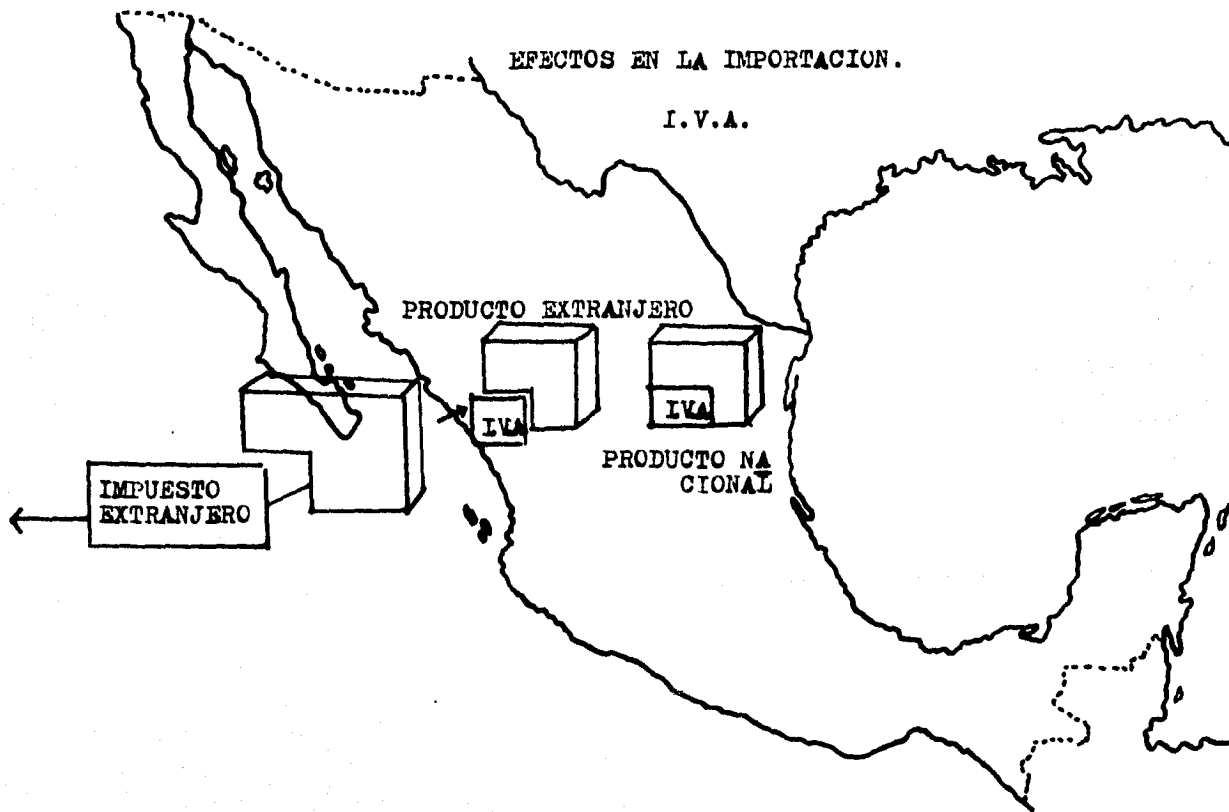 EFECTOS EN LA IMPORTACION.
I.V.A.
PRODUCTO EXTRANJERO
IVA
IVA
PRODUCTO NA
CIONAL
IMPUESTO
EXTRANJERO